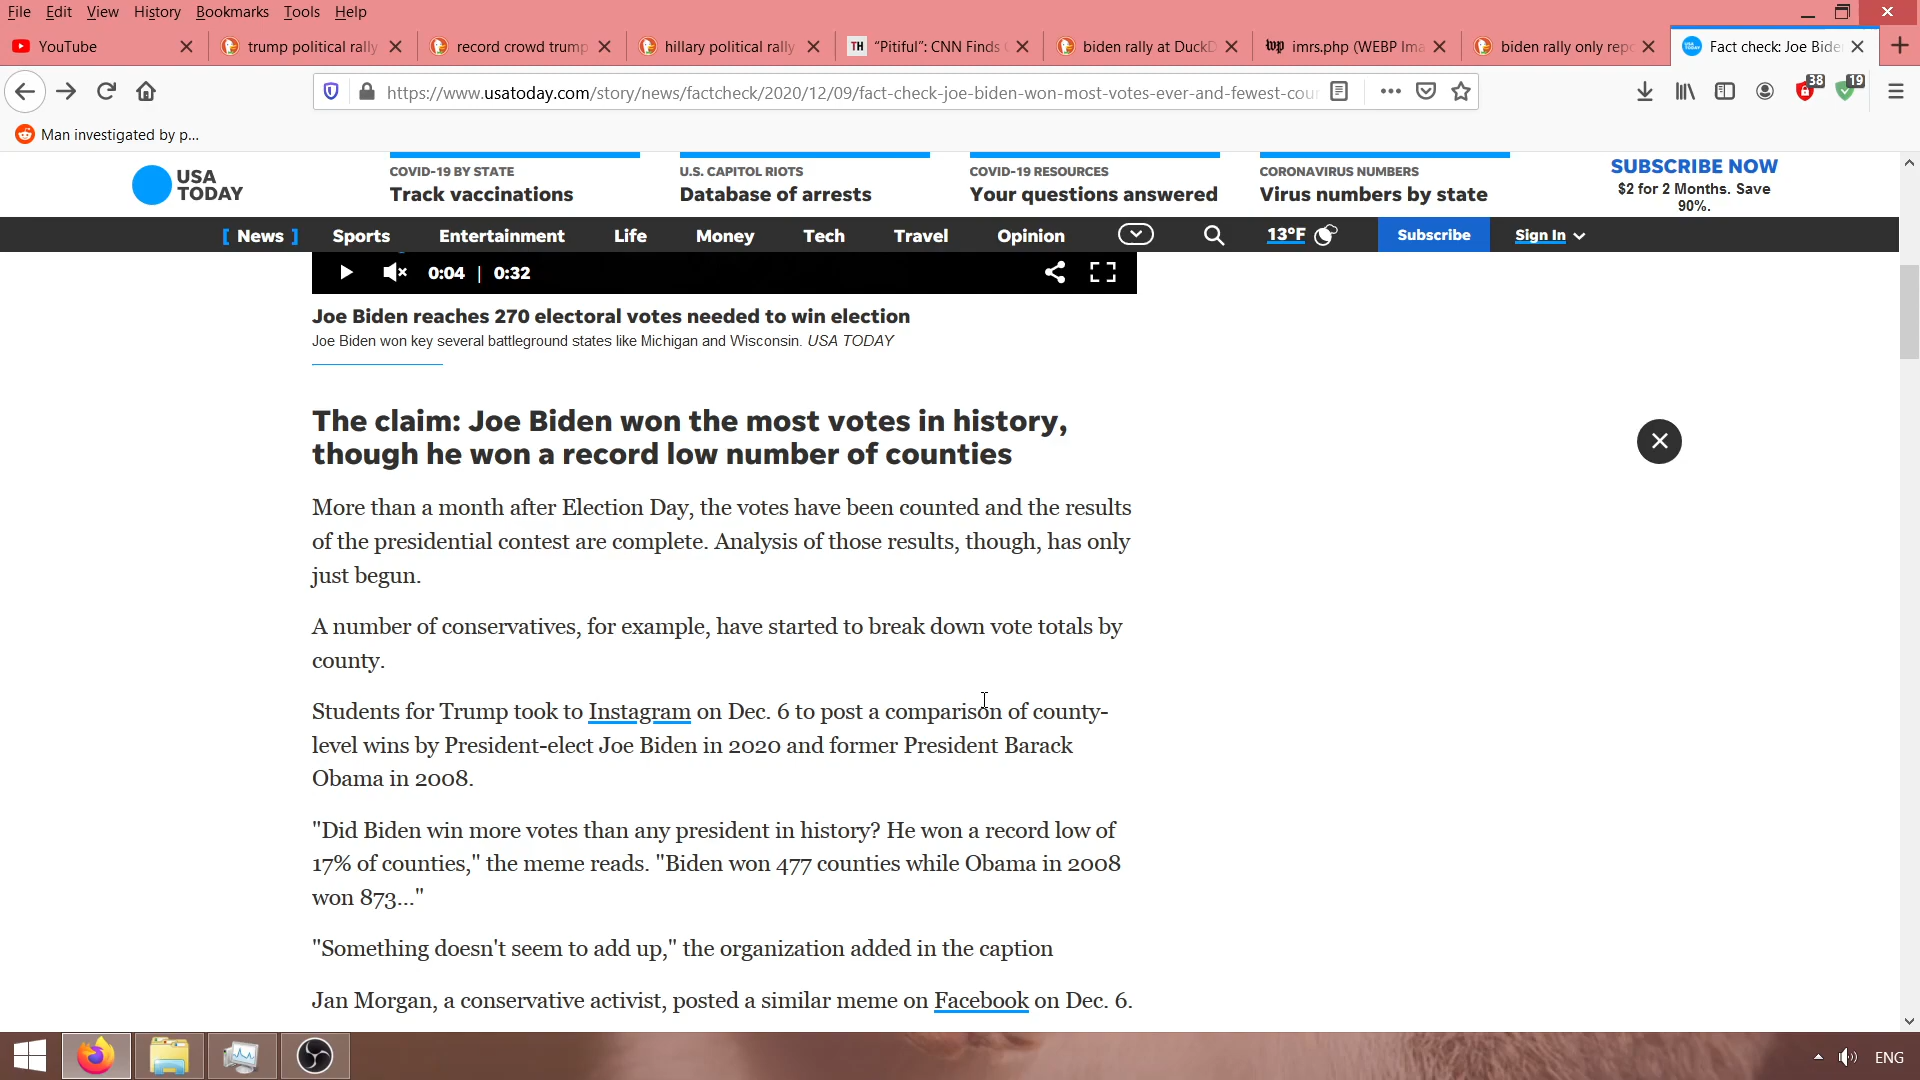 File Edit View History Bookmarks Tools Help
YouTube
trump political rally
record crowd trump
hillary political rally
TH "Pitiful": CNN Finds
biden rally at DuckD
wp imrs.php (WEBP Ima
biden rally only repo
Fact check: Joe Bide
https://www.usatoday.com/story/news/factcheck/2020/12/09/fact-check-joe-biden-won-most-votes-ever-and-fewest-cou
38
19
Man investigated by p...
USA
TODAY
COVID-19 BY STATE
Track vaccinations
U.S. CAPITOL RIOTS
Database of arrests
COVID-19 RESOURCES
Your questions answered
CORONAVIRUS NUMBERS
Virus numbers by state
SUBSCRIBE NOW
$2 for 2 Months. Save
90%.
[ News ] Sports Entertainment Life Money Tech Travel Opinion 13°F Subscribe Sign In
0:04 | 0:32
Joe Biden reaches 270 electoral votes needed to win election
Joe Biden won key several battleground states like Michigan and Wisconsin. USA TODAY
The claim: Joe Biden won the most votes in history,
though he won a record low number of counties
More than a month after Election Day, the votes have been counted and the results
of the presidential contest are complete. Analysis of those results, though, has only
just begun.
A number of conservatives, for example, have started to break down vote totals by
county.
Students for Trump took to Instagram on Dec. 6 to post a comparison of county-
level wins by President-elect Joe Biden in 2020 and former President Barack
Obama in 2008.
"Did Biden win more votes than any president in history? He won a record low of
17% of counties," the meme reads. "Biden won 477 counties while Obama in 2008
won 873..."
"Something doesn't seem to add up," the organization added in the caption
Jan Morgan, a conservative activist, posted a similar meme on Facebook on Dec. 6.
ENG